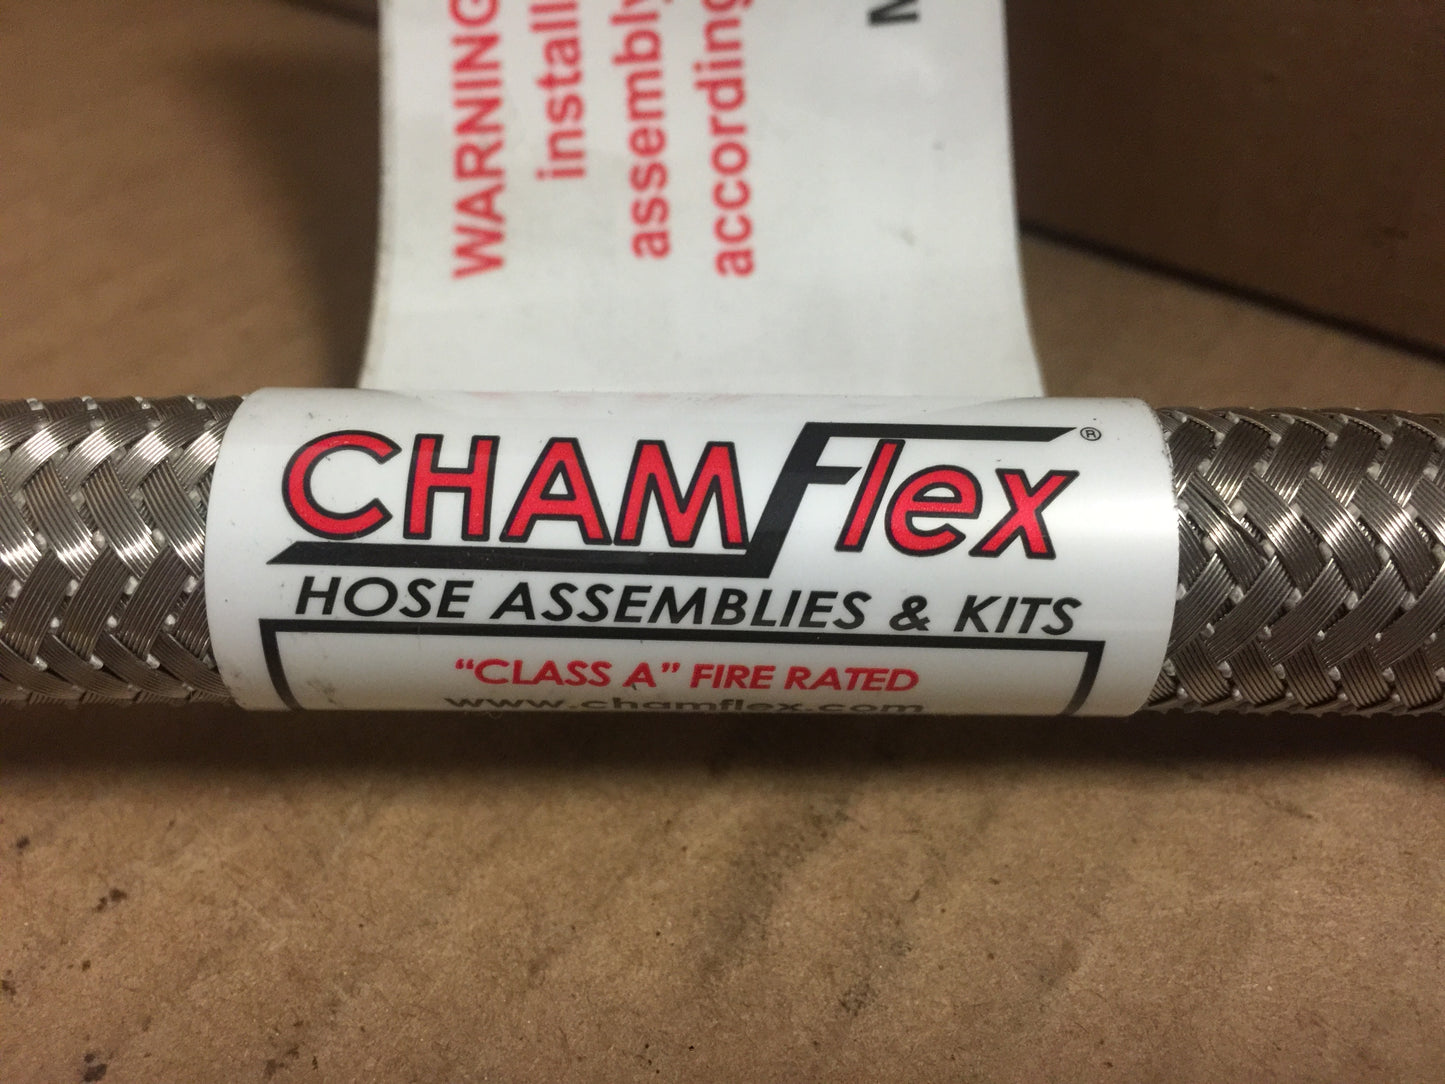 WARNING
install
assembly
according
CHAMFlex®
HOSE ASSEMBLIES & KITS
“CLASS A” FIRE RATED
www.chamflex.com